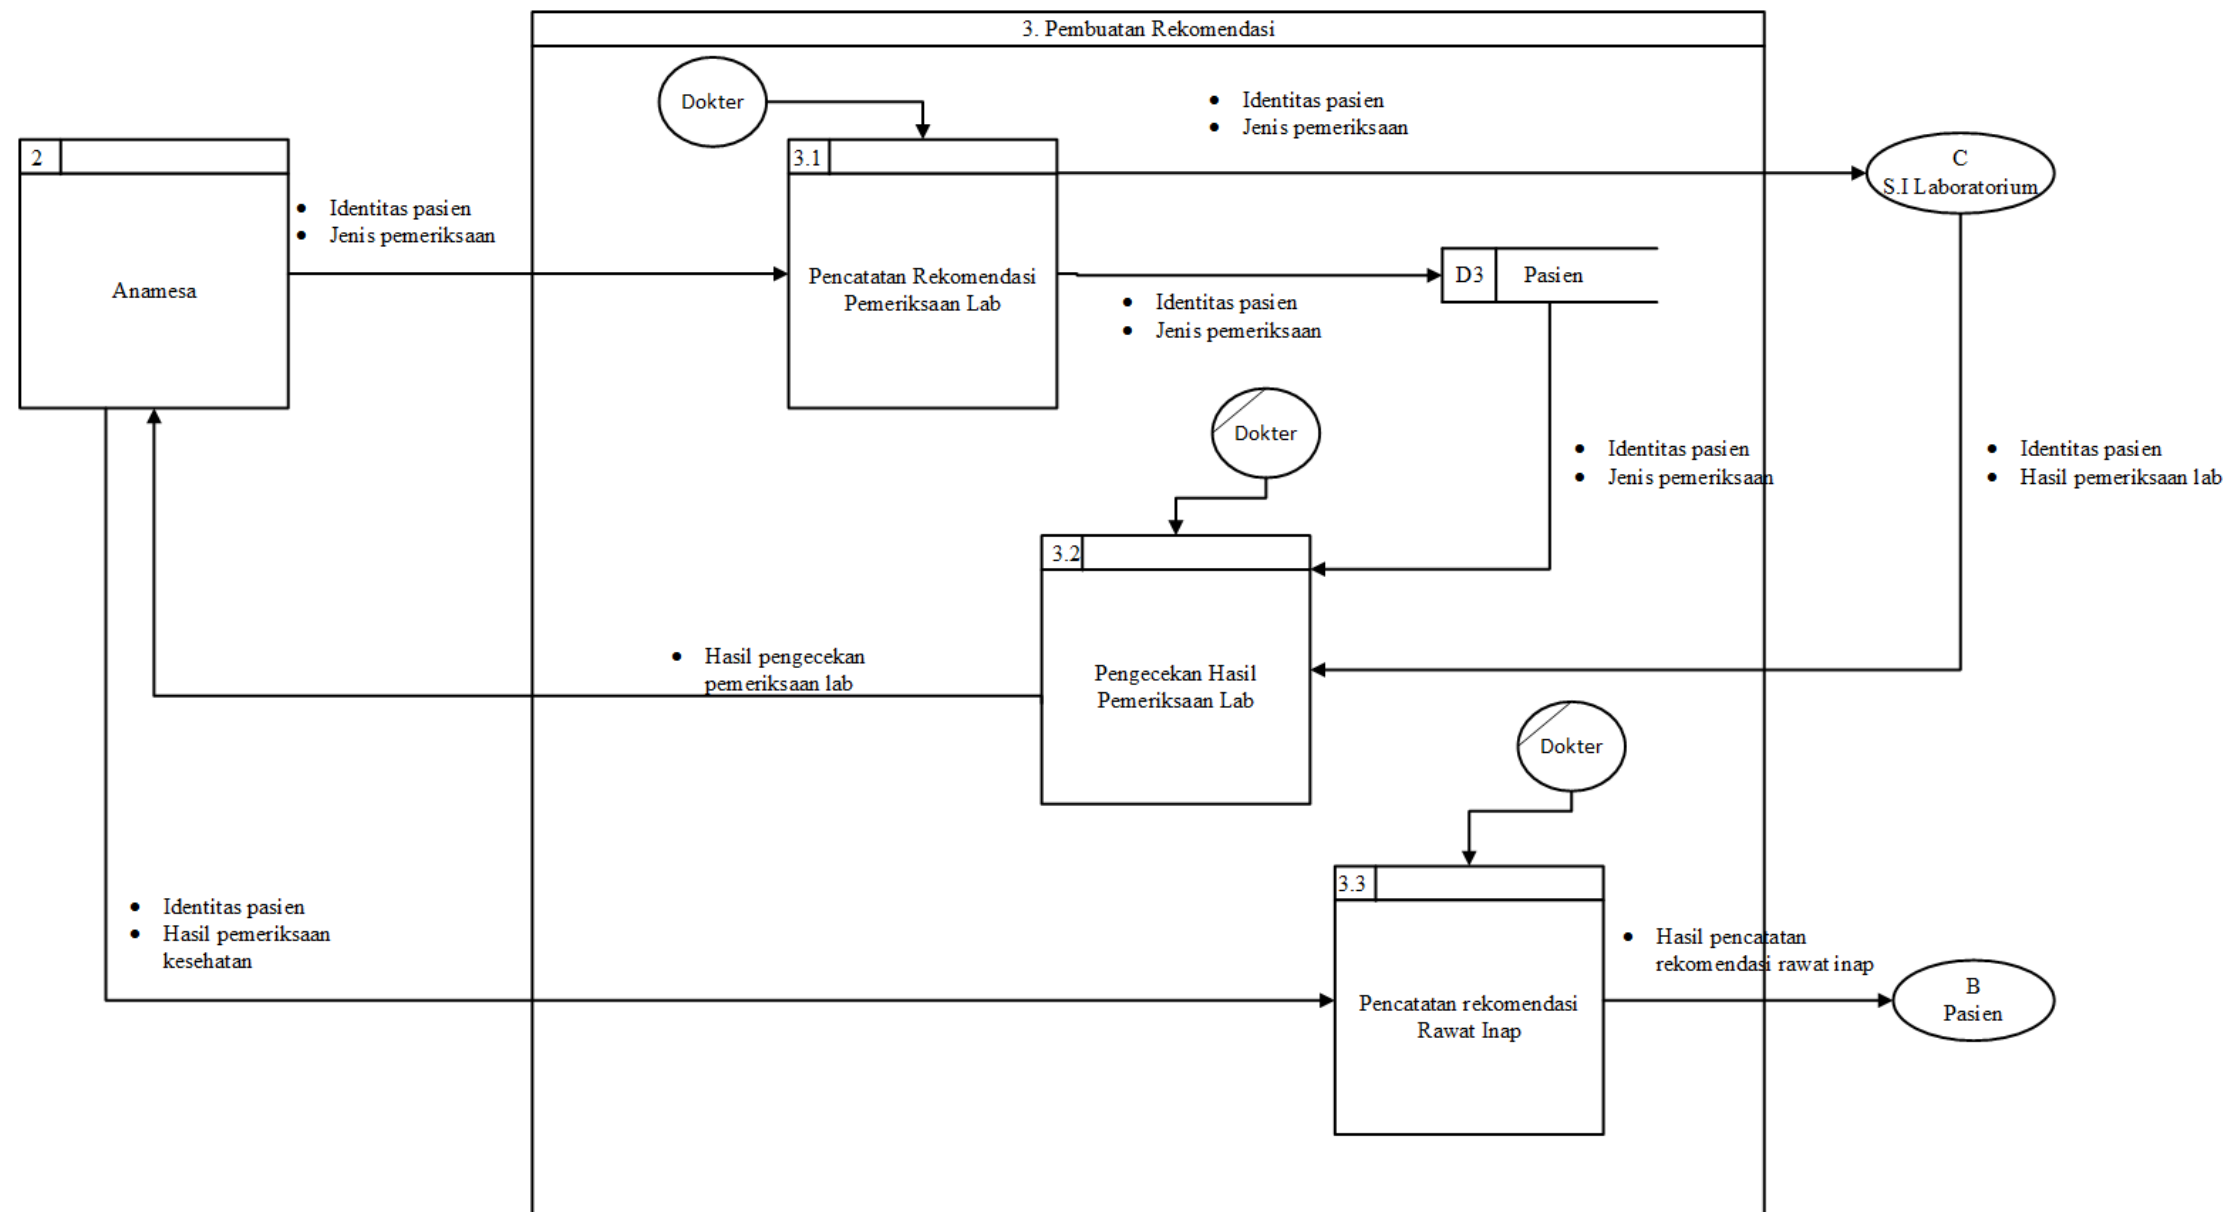 3. Pembuatan Rekomendasi
Dokter
• Identitas pasien
• Jenis pemeriksaan
2
3.1
C
S.I Laboratorium
• Identitas pasien
• Jenis pemeriksaan
Anamesa
Pencatatan Rekomendasi
Pemeriksaan Lab
D3
Pasien
• Identitas pasien
• Jenis pemeriksaan
Dokter
• Identitas pasien
• Jenis pemeriksaan
• Identitas pasien
• Hasil pemeriksaan lab
3.2
• Hasil pengecekan
pemeriksaan lab
Pengecekan Hasil
Pemeriksaan Lab
Dokter
3.3
• Identitas pasien
• Hasil pemeriksaan
kesehatan
• Hasil pencatatan
rekomendasi rawat inap
Pencatatan rekomendasi
Rawat Inap
B
Pasien